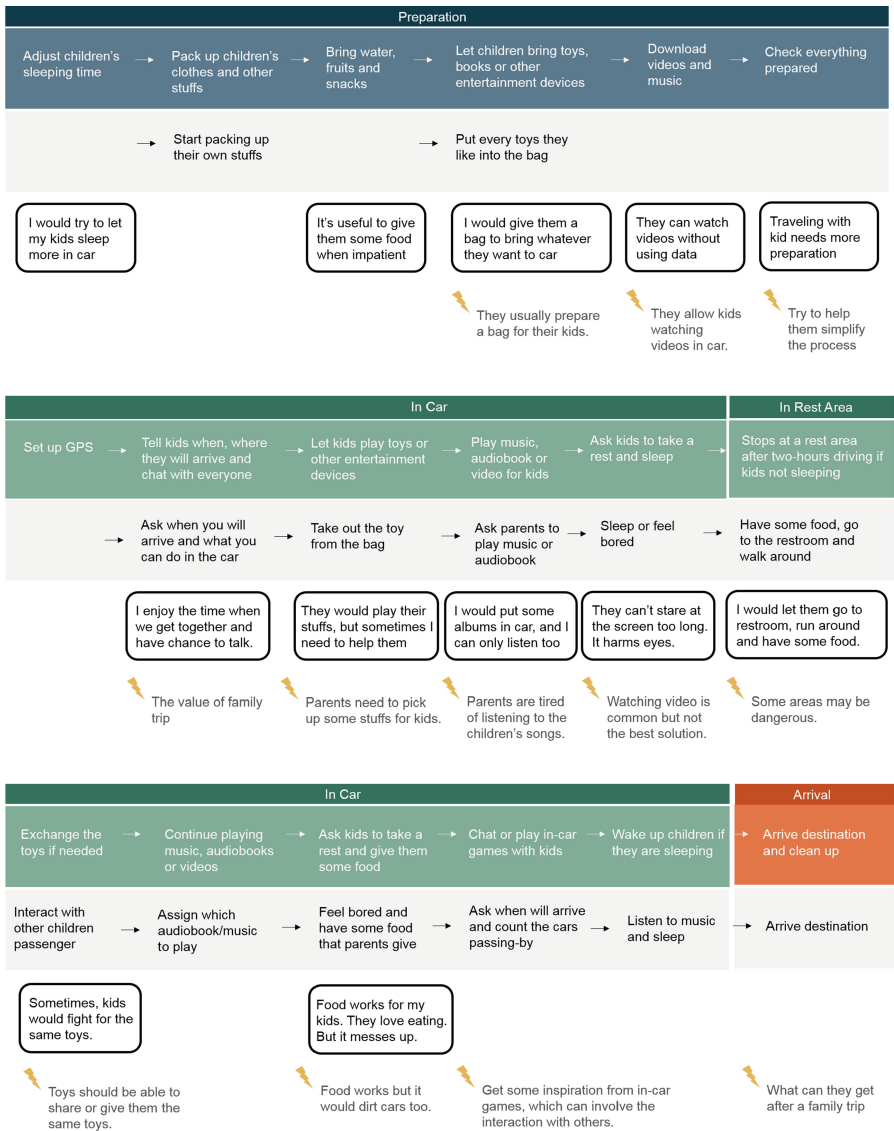 Preparation
Adjust children's
sleeping time
Pack up children's
clothes and other
stuffs
Bring water,
fruits and
snacks
Let children bring toys,
books or other
entertainment devices
Download
videos and
music
Check everything
prepared
Start packing up
their own stuffs
Put every toys they
like into the bag
I would try to let
my kids sleep
more in car
It's useful to give
them some food
when impatient
I would give them a
bag to bring whatever
they want to car
They can watch
videos without
using data
Traveling with
kid needs more
preparation
They usually prepare
a bag for their kids.
They allow kids
watching
videos in car.
Try to help
them simplify
the process
In Car
In Rest Area
Set up GPS
Tell kids when, where
they will arrive and
chat with everyone
Let kids play toys or
other entertainment
devices
Play music,
audiobook or
video for kids
Ask kids to take a
rest and sleep
Stops at a rest area
after two-hours driving if
kids not sleeping
Ask when you will
arrive and what you
can do in the car
Take out the toy
from the bag
Ask parents to
play music or
audiobook
Sleep or feel
bored
Have some food, go
to the restroom and
walk around
I enjoy the time when
we get together and
have chance to talk.
They would play their
stuffs, but sometimes I
need to help them
I would put some
albums in car, and I
can only listen too
They can't stare at
the screen too long.
It harms eyes.
I would let them go to
restroom, run around
and have some food.
The value of family
trip
Parents need to pick
up some stuffs for kids.
Parents are tired
of listening to the
children's songs.
Watching video is
common but not
the best solution.
Some areas may be
dangerous.
In Car
Arrival
Exchange the
toys if needed
Continue playing
music, audiobooks
or videos
Ask kids to take a
rest and give them
some food
Chat or play in-car
games with kids
Wake up children if
they are sleeping
Arrive destination
and clean up
Interact with
other children
passenger
Assign which
audiobook/music
to play
Feel bored and
have some food
that parents give
Ask when will arrive
and count the cars
passing-by
Listen to music
and sleep
Arrive destination
Sometimes, kids
would fight for the
same toys.
Food works for my
kids. They love eating.
But it messes up.
Toys should be able to
share or give them the
same toys.
Food works but it
would dirt cars too.
Get some inspiration from in-car
games, which can involve the
interaction with others.
What can they get
after a family trip